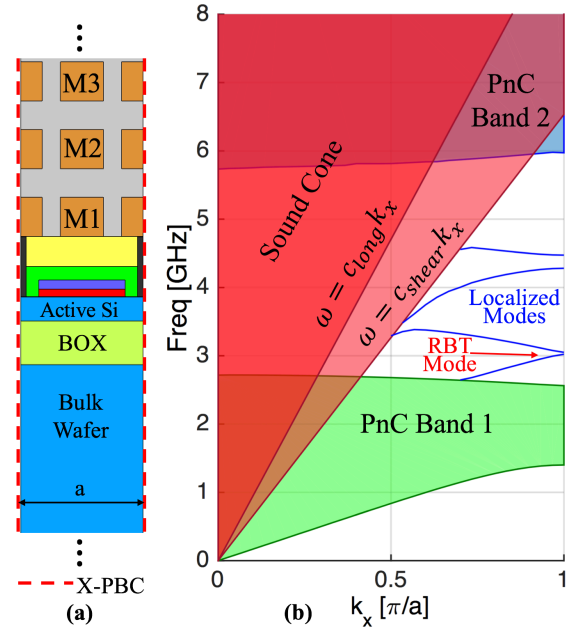 M3
M2
M1
Active Si
BOX
Bulk
Wafer
a
X-PBC
(a)
Freq [GHz]
8
7
6
5
4
3
2
1
0
Sound Cone
ω = c_long k_x
ω = c_shear k_x
PnC
Band 2
Localized
Modes
RBT
Mode
PnC Band 1
0
0.5
1
k_x [π/a]
(b)